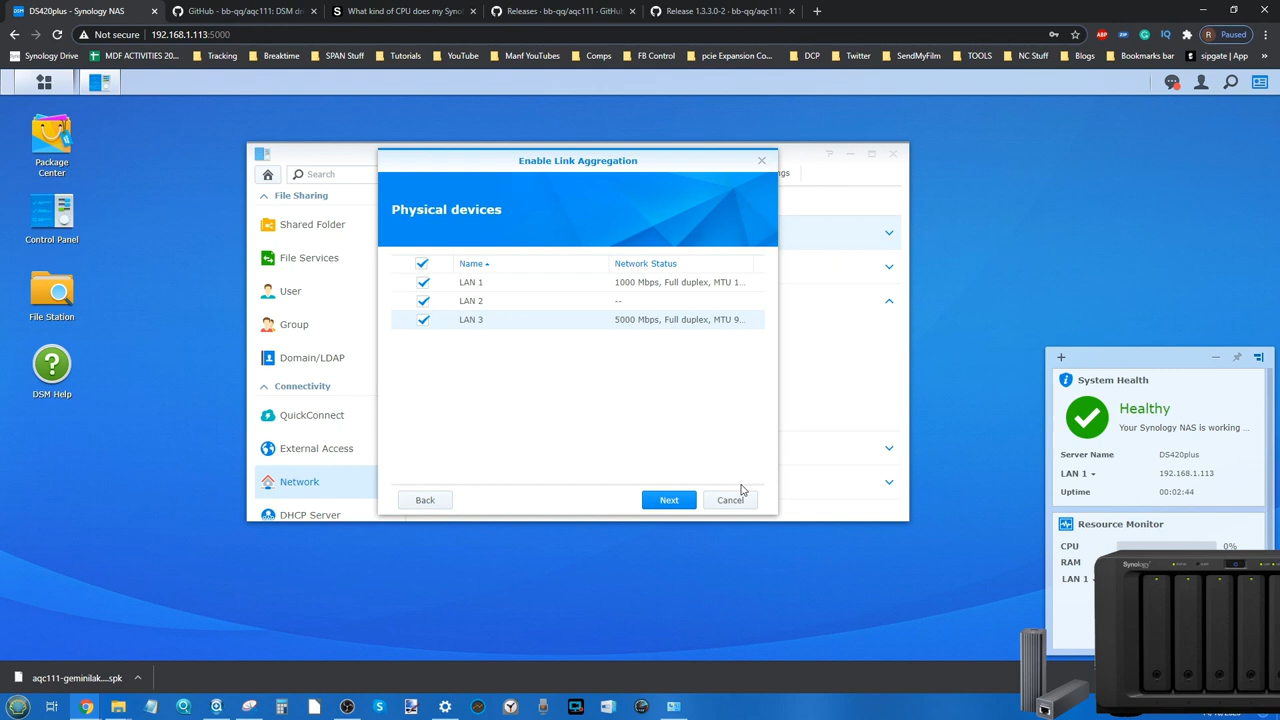 DS420plus - Synology NAS
GitHub - bb-qq/aqc111: DSM dri
What kind of CPU does my Syno
Releases · bb-qq/aqc111 · GitHub
Release 1.3.3.0-2 · bb-qq/aqc111
Not secure 192.168.1.113:5000
ABP
R Paused
Synology Drive
MDF ACTIVITIES 20...
Tracking
Breaktime
SPAN Stuff
Tutorials
YouTube
Manf Youtubes
Comps
FB Control
pcie Expansion Co...
DCP
Twitter
SendMyFilm
TOOLS
NC Stuff
Blogs
Bookmarks bar
sipgate | Your app...
Package
Center
Control Panel
File Station
DSM Help
Search
File Sharing
Shared Folder
File Services
User
Group
Domain/LDAP
Connectivity
QuickConnect
External Access
Network
DHCP Server
Enable Link Aggregation
ngs
Physical devices
Name
Network Status
LAN 1
1000 Mbps, Full duplex, MTU 1...
LAN 2
--
LAN 3
5000 Mbps, Full duplex, MTU 9...
Back
Next
Cancel
System Health
Healthy
Your Synology NAS is working ...
Server Name
DS420plus
LAN 1
192.168.1.113
Uptime
00:02:44
Resource Monitor
CPU
0%
RAM
LAN 1
Synology
aqc111-geminilak....spk